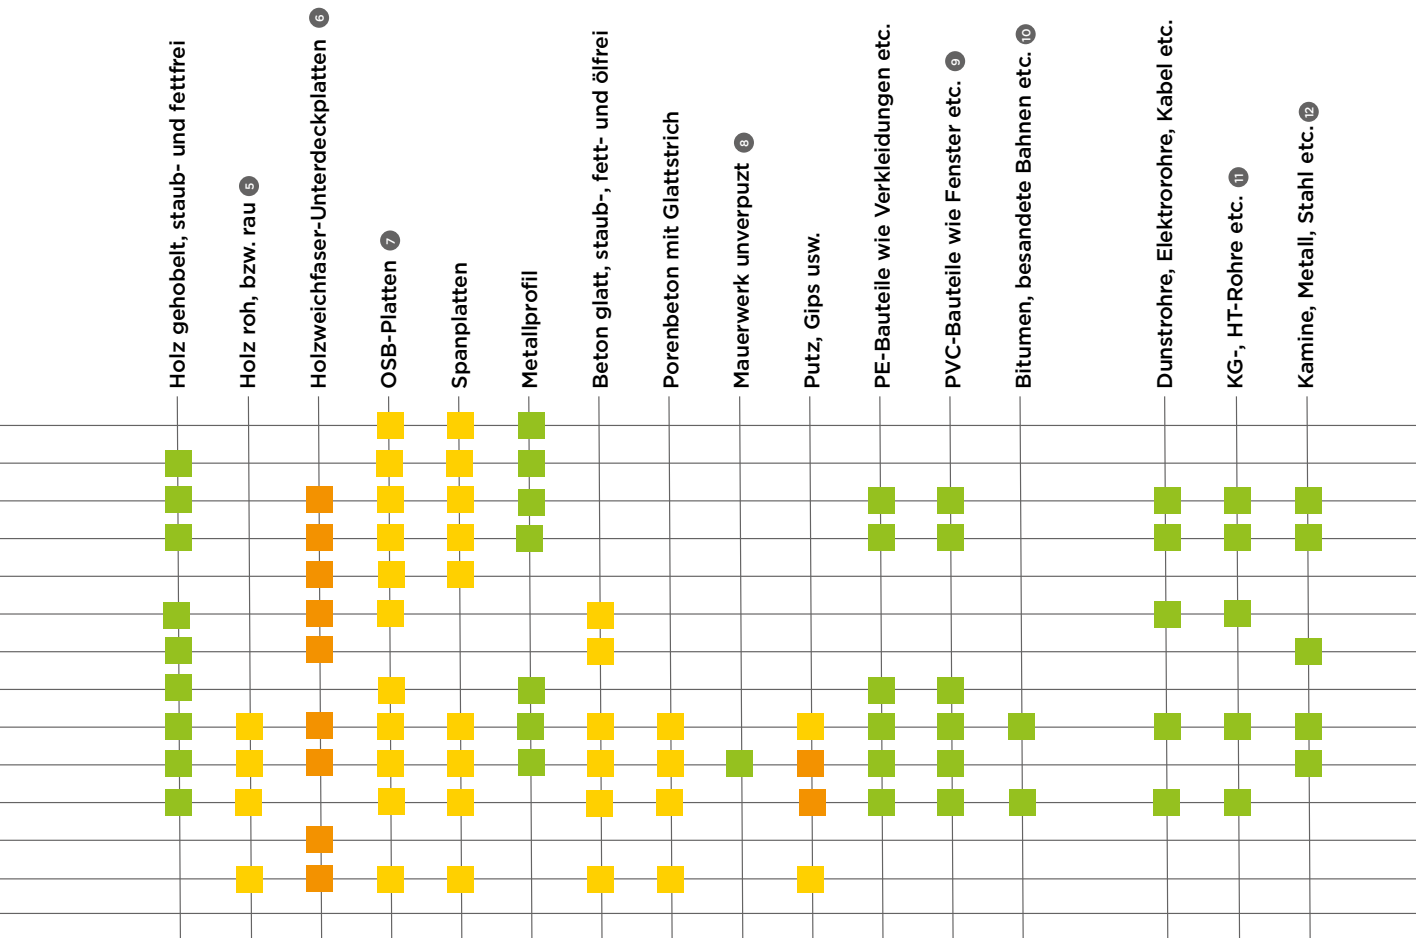 Holz gehobelt, staub- und fettfrei
Holz roh, bzw. rau 5
Holzweichfaser-Unterdeckplatten 6
OSB-Platten 7
Spanplatten
Metallprofil
Beton glatt, staub-, fett- und ölfrei
Porenbeton mit Glattstrich
Mauerwerk unverpuzt 8
Putz, Gips usw.
PE-Bauteile wie Verkleidungen etc.
PVC-Bauteile wie Fenster etc. 9
Bitumen, besandete Bahnen etc. 10
Dunstrohre, Elektrorohre, Kabel etc.
KG-, HT-Rohre etc. 11
Kamine, Metall, Stahl etc. 12